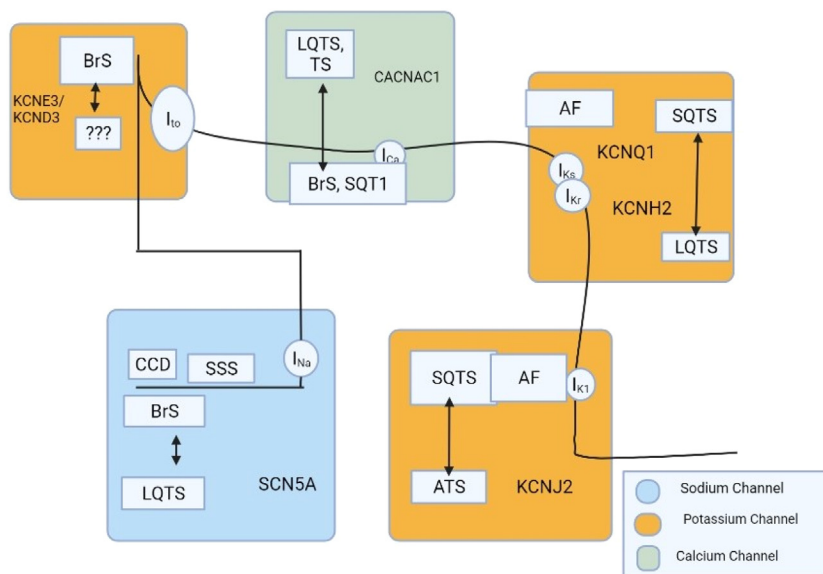 BrS
KCNE3/
KCND3
???
Ito
LQTS,
TS
CACNAC1
ICa
BrS, SQT1
AF
SQTS
KCNQ1
IKs
IKr
KCNH2
LQTS
CCD
SSS
INa
BrS
LQTS
SCN5A
SQTS
AF
IK1
ATS
KCNJ2
Sodium Channel
Potassium Channel
Calcium Channel